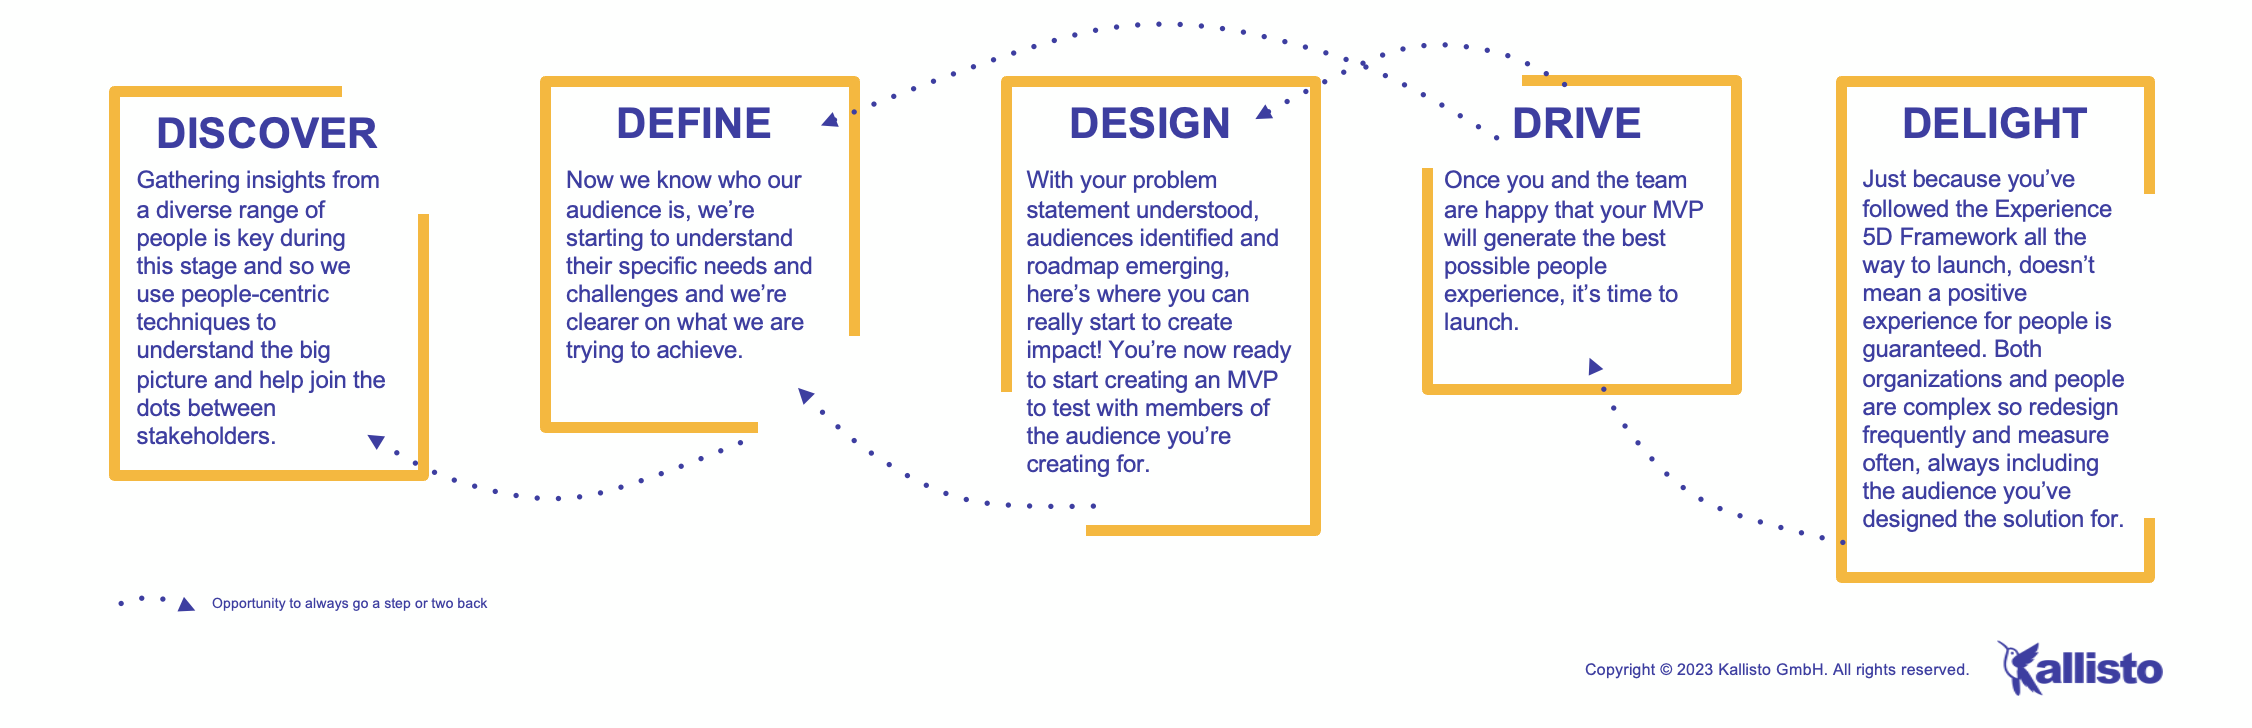 DISCOVER
Gathering insights from
a diverse range of
people is key during
this stage and so we
use people-centric
techniques to
understand the big
picture and help join the
dots between
stakeholders.
DEFINE
Now we know who our
audience is, we’re
starting to understand
their specific needs and
challenges and we’re
clearer on what we are
trying to achieve.
DESIGN
With your problem
statement understood,
audiences identified and
roadmap emerging,
here’s where you can
really start to create
impact! You’re now ready
to start creating an MVP
to test with members of
the audience you’re
creating for.
DRIVE
Once you and the team
are happy that your MVP
will generate the best
possible people
experience, it’s time to
launch.
DELIGHT
Just because you’ve
followed the Experience
5D Framework all the
way to launch, doesn’t
mean a positive
experience for people is
guaranteed. Both
organizations and people
are complex so redesign
frequently and measure
often, always including
the audience you’ve
designed the solution for.
Opportunity to always go a step or two back
Copyright © 2023 Kallisto GmbH. All rights reserved.
Kallisto